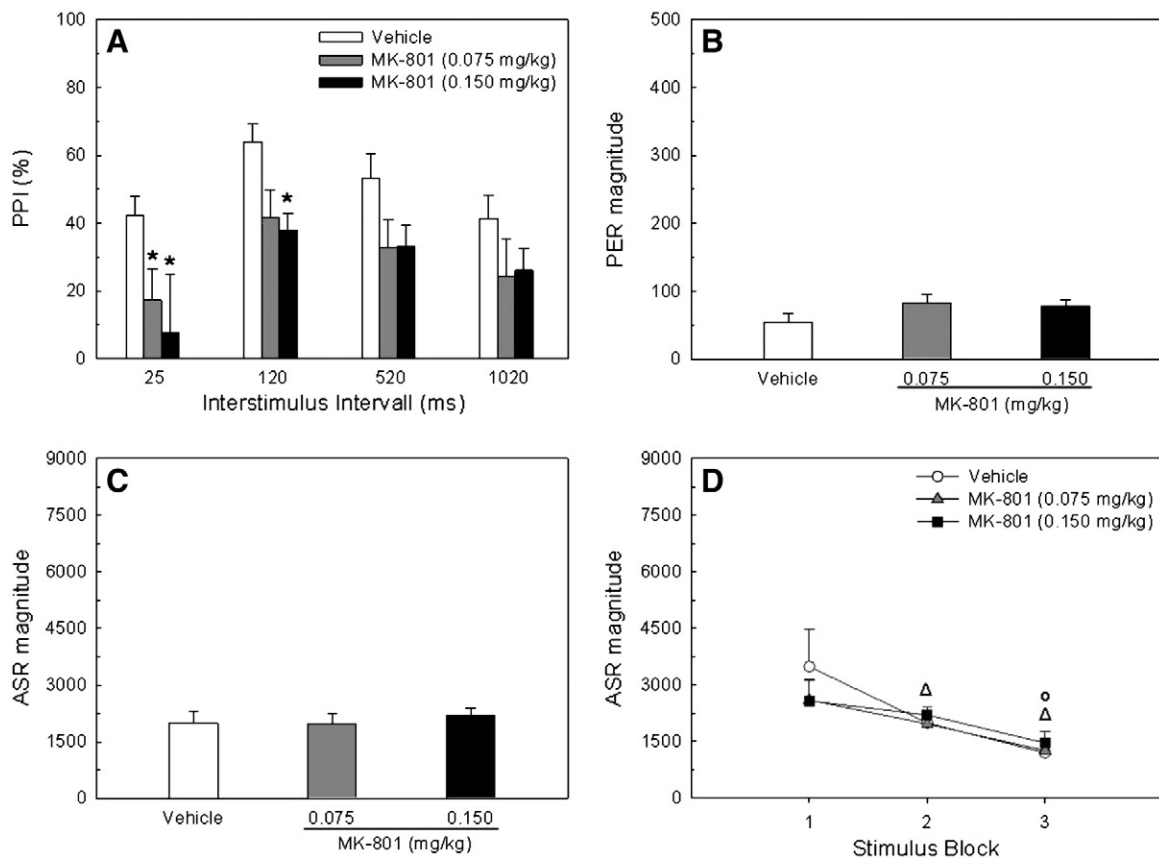 A
Vehicle
MK-801 (0.075 mg/kg)
MK-801 (0.150 mg/kg)
100
80
60
40
20
0
PPI (%)
* *
*
25 120 520 1020
Interstimulus Intervall (ms)
B
500
400
300
200
100
0
PER magnitude
Vehicle 0.075 0.150
MK-801 (mg/kg)
C
9000
7500
6000
4500
3000
1500
0
ASR magnitude
Vehicle 0.075 0.150
MK-801 (mg/kg)
D
Vehicle
MK-801 (0.075 mg/kg)
MK-801 (0.150 mg/kg)
9000
7500
6000
4500
3000
1500
0
ASR magnitude
Δ
o
Δ
1 2 3
Stimulus Block